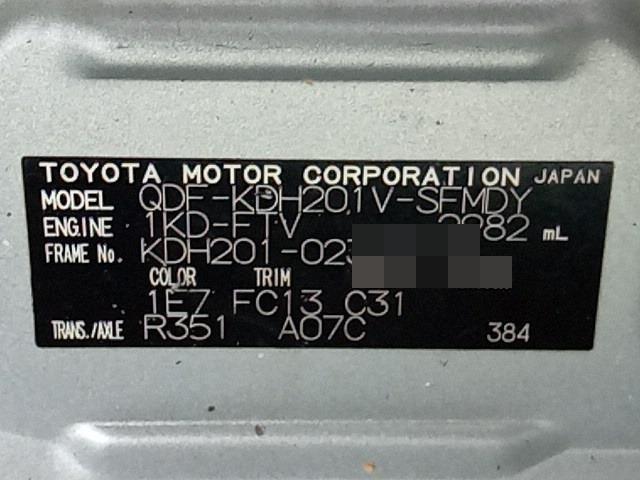 TOYOTA MOTOR CORPORATION JAPAN
MODEL QDF-KDH201V-SFMDY
ENGINE 1KD-FTV 2982 mL
FRAME No. KDH201-023
COLOR TRIM
1E7 FC13 C31
TRANS./AXLE R351 A07C 384